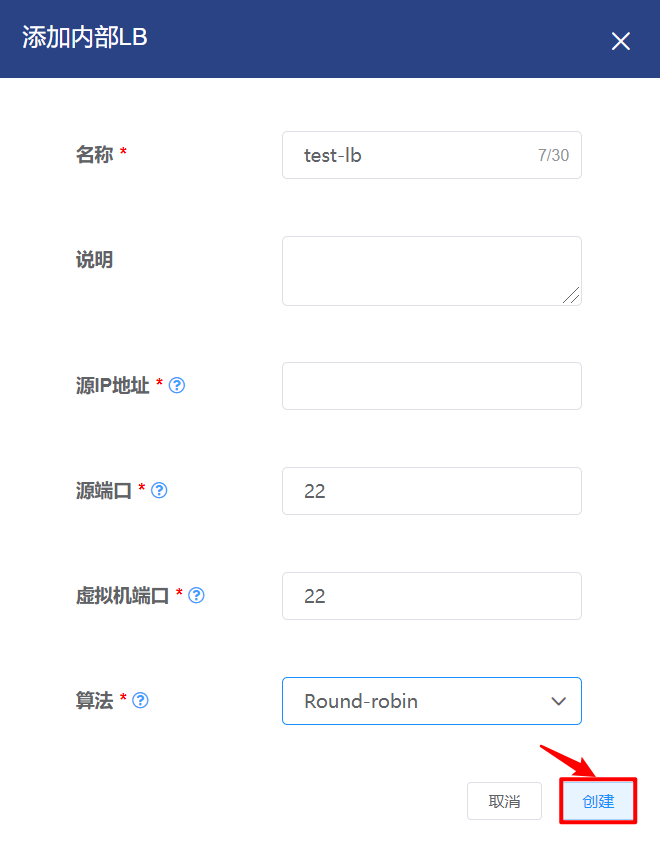 添加内部LB
名称 * test-lb 7/30
说明
源IP地址 *
源端口 * 22
虚拟机端口 * 22
算法 * Round-robin
取消 创建